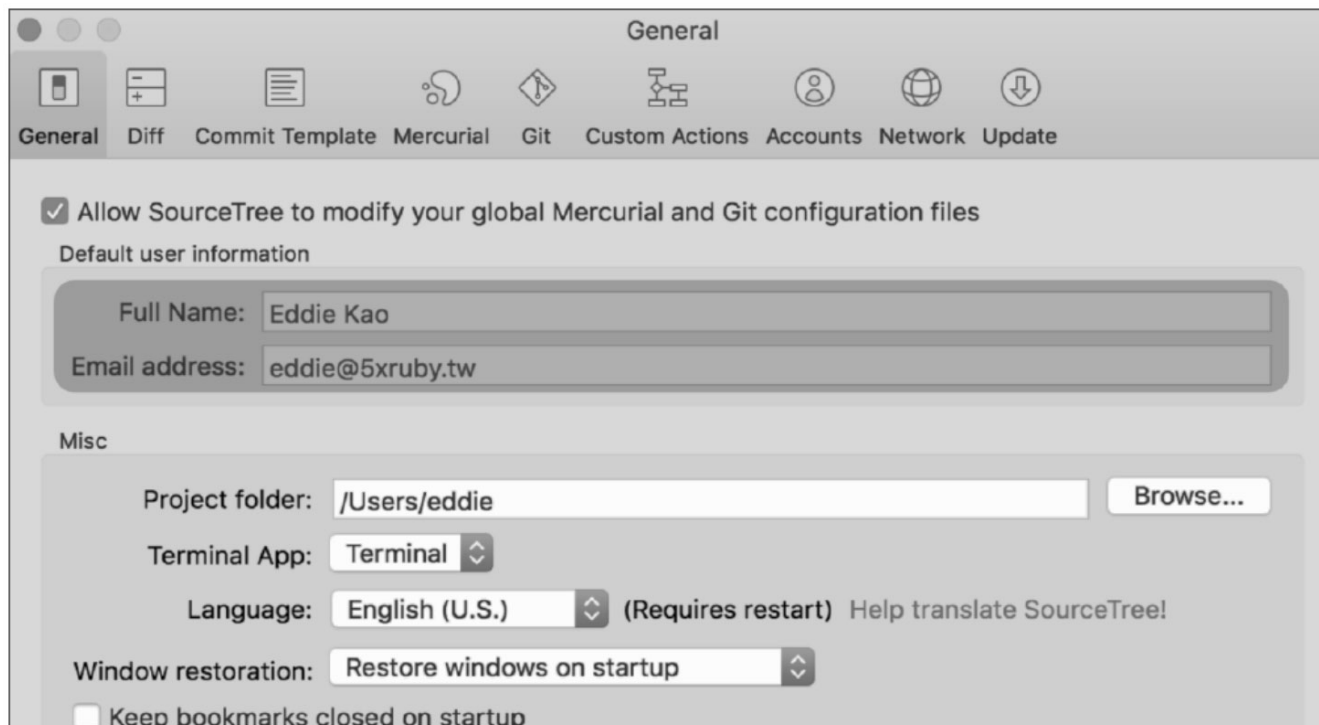 General
General Diff Commit Template Mercurial Git Custom Actions Accounts Network Update
Allow SourceTree to modify your global Mercurial and Git configuration files
Default user information
Full Name: Eddie Kao
Email address: eddie@5xruby.tw
Misc
Project folder: /Users/eddie Browse...
Terminal App: Terminal
Language: English (U.S.) (Requires restart) Help translate SourceTree!
Window restoration: Restore windows on startup
Keep bookmarks closed on startup